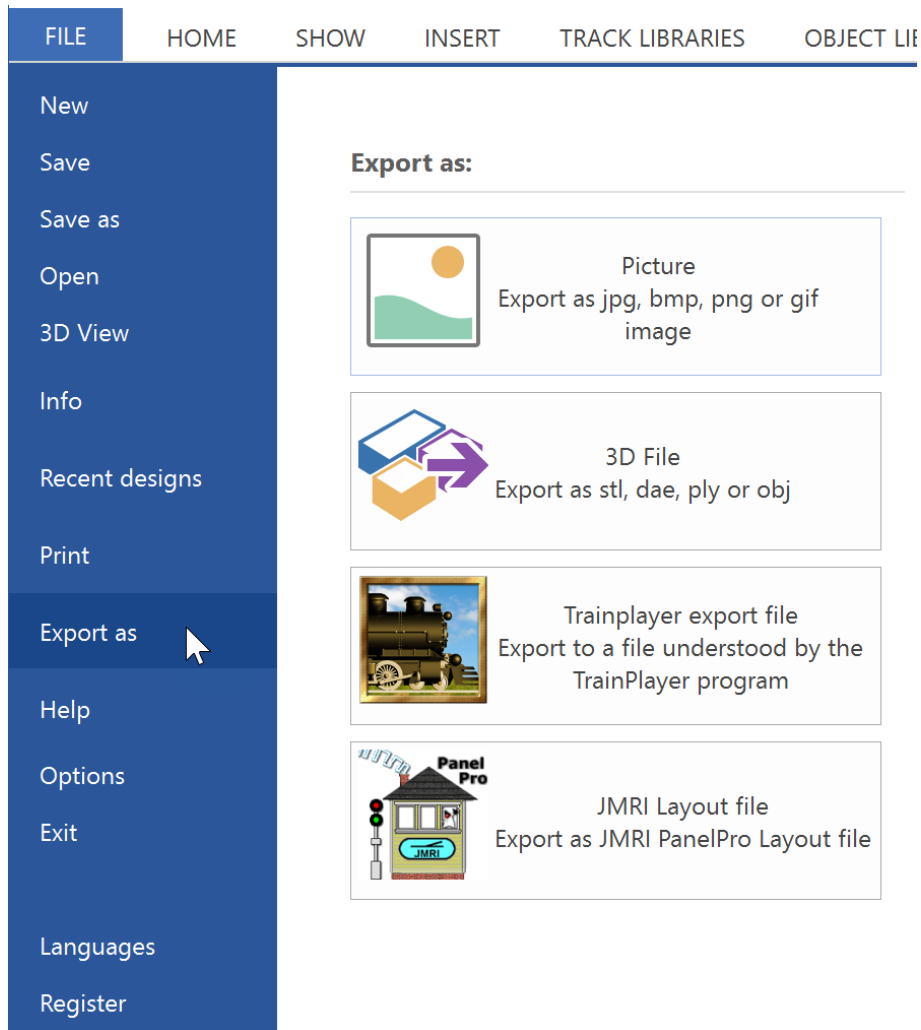 FILE HOME SHOW INSERT TRACK LIBRARIES OBJECT
New
Save
Save as
Open
3D View
Info
Recent designs
Print
Export as
Help
Options
Exit
Languages
Register
Export as:
Picture
Export as jpg, bmp, png or gif
image
3D File
Export as stl, dae, ply or obj
Trainplayer export file
Export to a file understood by the
TrainPlayer program
Panel
Pro
JMRI
JMRI Layout file
Export as JMRI PanelPro Layout file